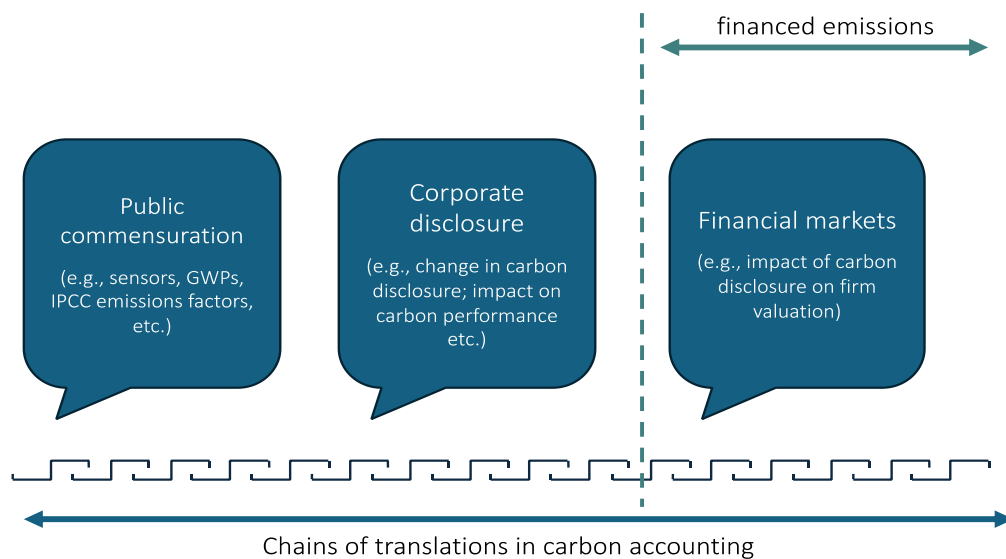 financed emissions
Public
commensuration
(e.g., sensors, GWPs,
IPCC emissions factors,
etc.)
Corporate
disclosure
(e.g., change in carbon
disclosure; impact on
carbon performance
etc.)
Financial markets
(e.g., impact of carbon
disclosure on firm
valuation)
Chains of translations in carbon accounting